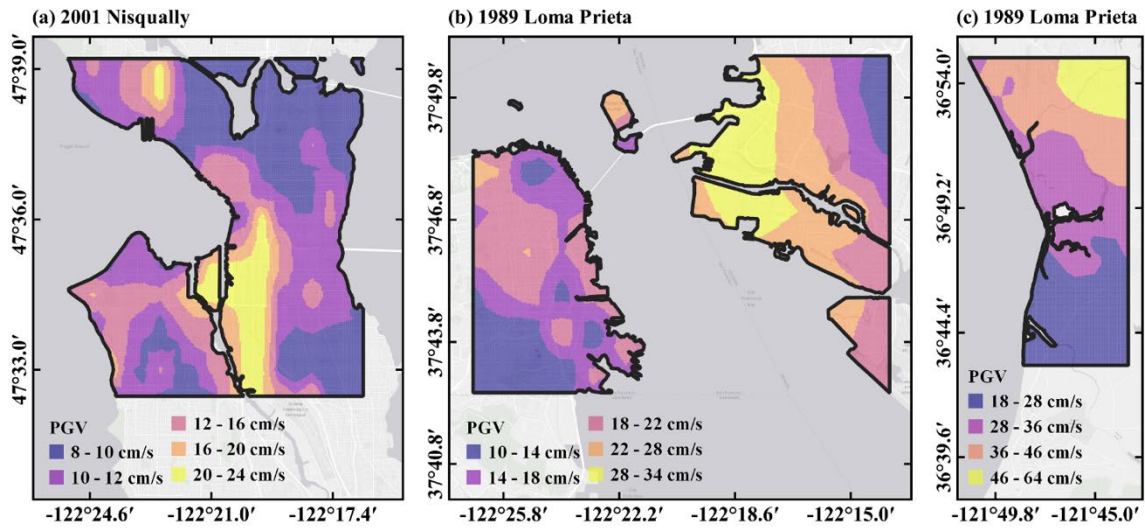 (a) 2001 Nisqually
(b) 1989 Loma Prieta
(c) 1989 Loma Prieta
47°39.0'
47°36.0'
47°33.0'
PGV
8 - 10 cm/s
10 - 12 cm/s
12 - 16 cm/s
16 - 20 cm/s
20 - 24 cm/s
-122°24.6'
-122°21.0'
-122°17.4'
37°49.8'
37°46.8'
37°43.8'
37°40.8'
PGV
10 - 14 cm/s
14 - 18 cm/s
18 - 22 cm/s
22 - 28 cm/s
28 - 34 cm/s
-122°25.8'
-122°22.2'
-122°18.6'
-122°15.0'
36°54.0'
36°49.2'
36°44.4'
36°39.6'
PGV
18 - 28 cm/s
28 - 36 cm/s
36 - 46 cm/s
46 - 64 cm/s
-121°49.8'
-121°45.0'